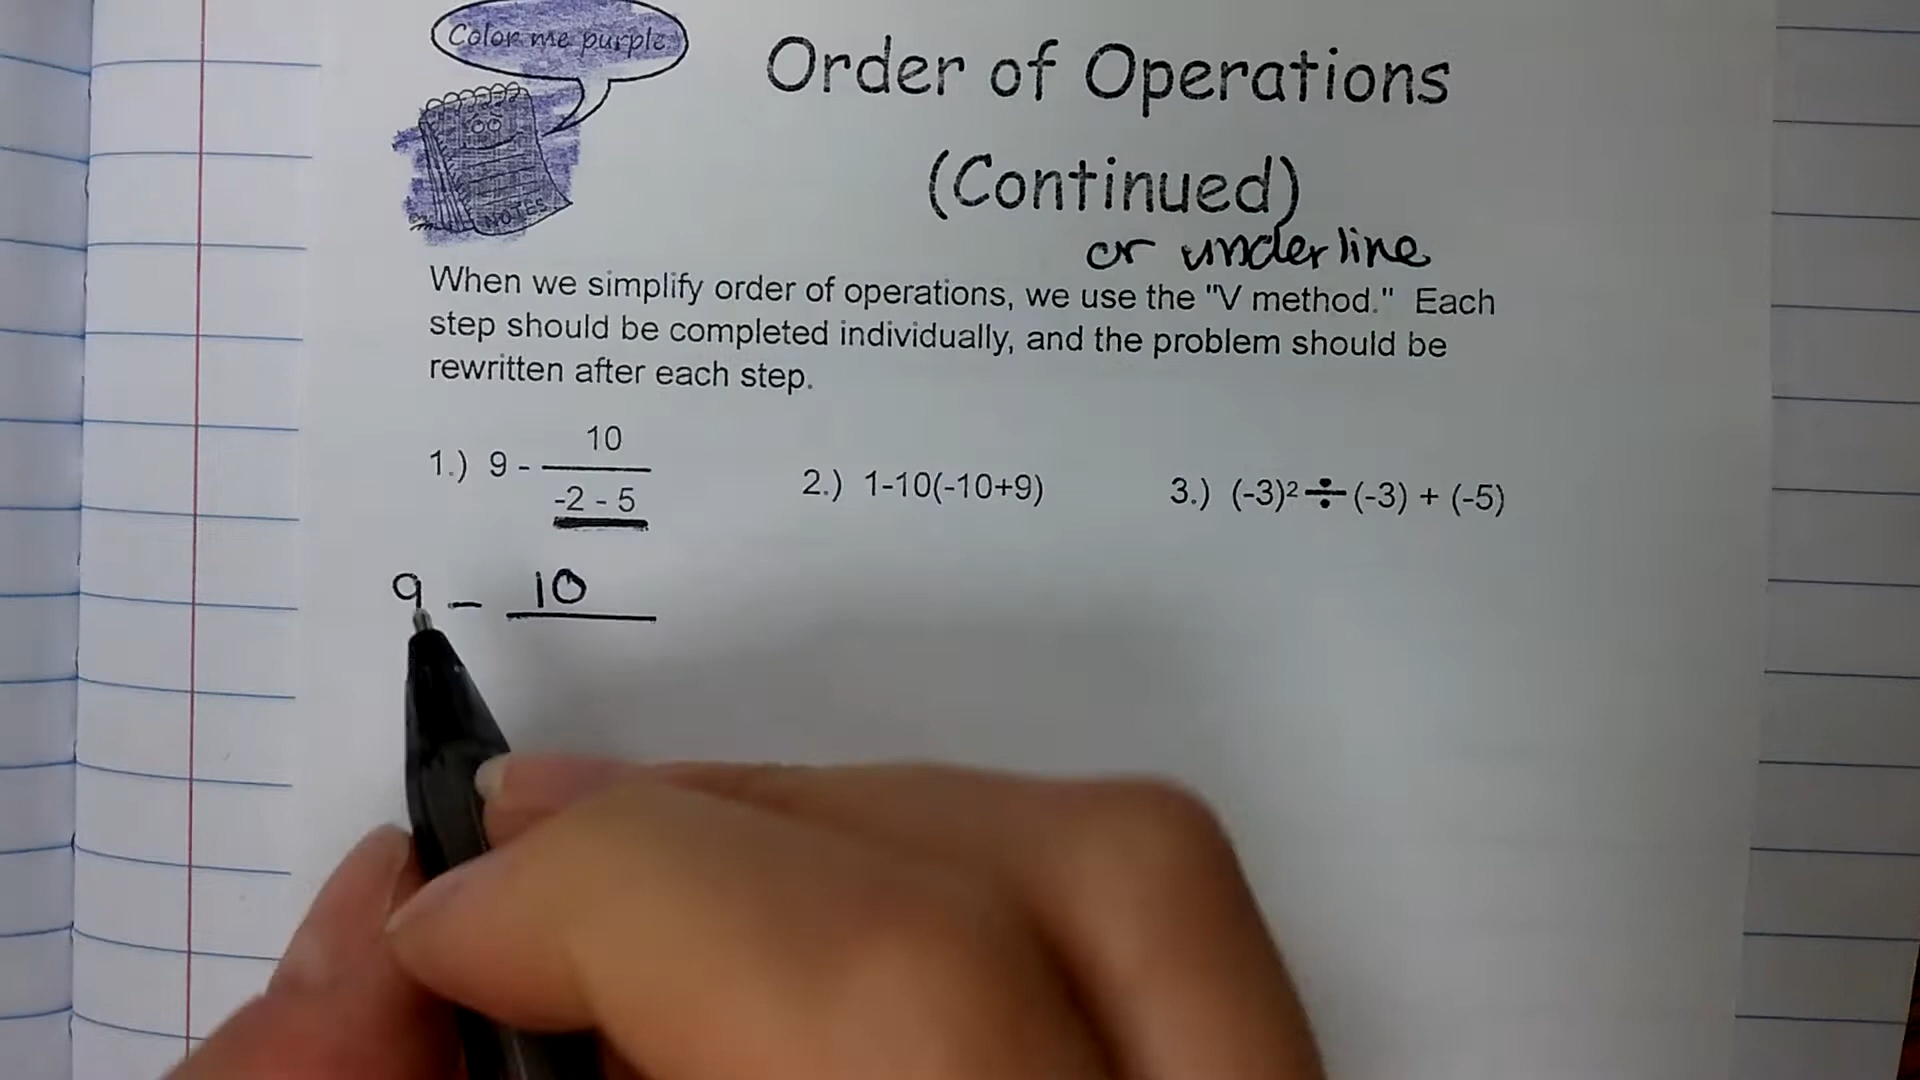 Color me purple
NOTES
Order of Operations
(Continued)
or underline
When we simplify order of operations, we use the "V method." Each
step should be completed individually, and the problem should be
rewritten after each step.
1.) 9 - 10
-2 - 5
2.) 1-10(-10+9)
3.) (-3)² ÷ (-3) + (-5)
9 - 10